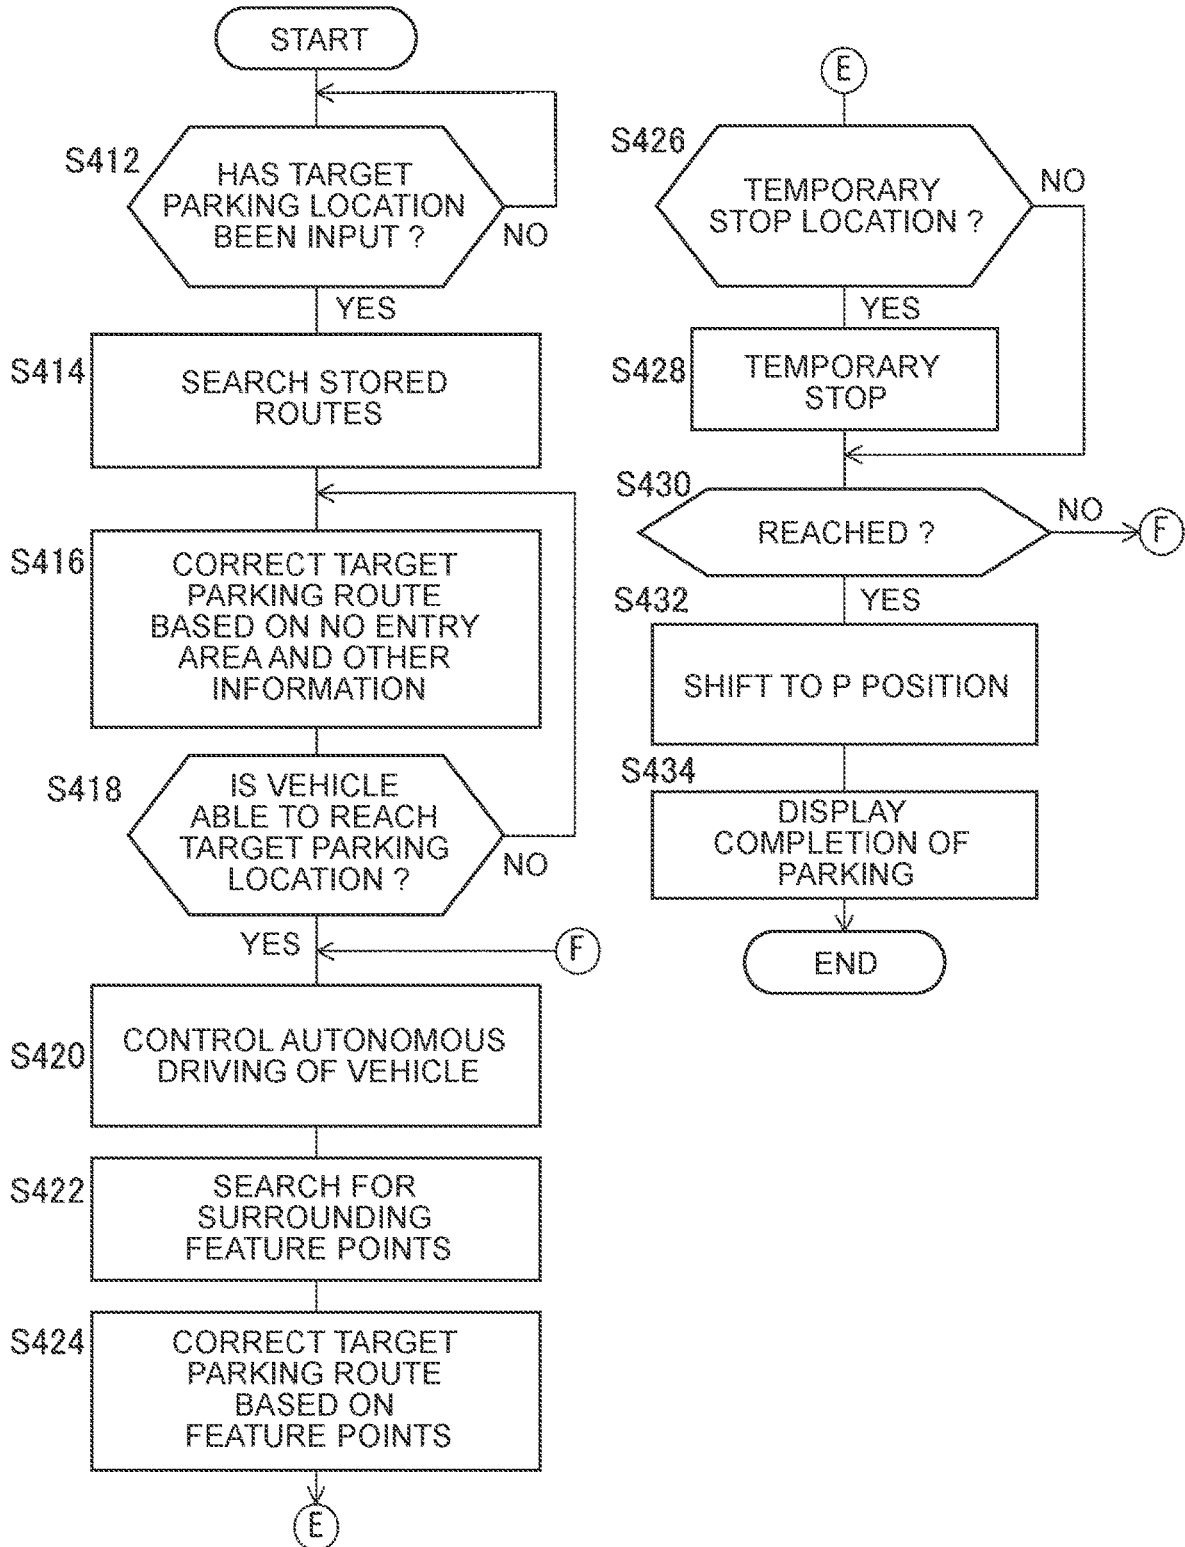 START
S412
HAS TARGET
PARKING LOCATION
BEEN INPUT ?
NO
YES
S414
SEARCH STORED
ROUTES
S416
CORRECT TARGET
PARKING ROUTE
BASED ON NO ENTRY
AREA AND OTHER
INFORMATION
S418
IS VEHICLE
ABLE TO REACH
TARGET PARKING
LOCATION ?
NO
YES
F
S420
CONTROL AUTONOMOUS
DRIVING OF VEHICLE
S422
SEARCH FOR
SURROUNDING
FEATURE POINTS
S424
CORRECT TARGET
PARKING ROUTE
BASED ON
FEATURE POINTS
E
E
S426
TEMPORARY
STOP LOCATION ?
NO
YES
S428
TEMPORARY
STOP
S430
REACHED ?
NO
F
YES
S432
SHIFT TO P POSITION
S434
DISPLAY
COMPLETION OF
PARKING
END